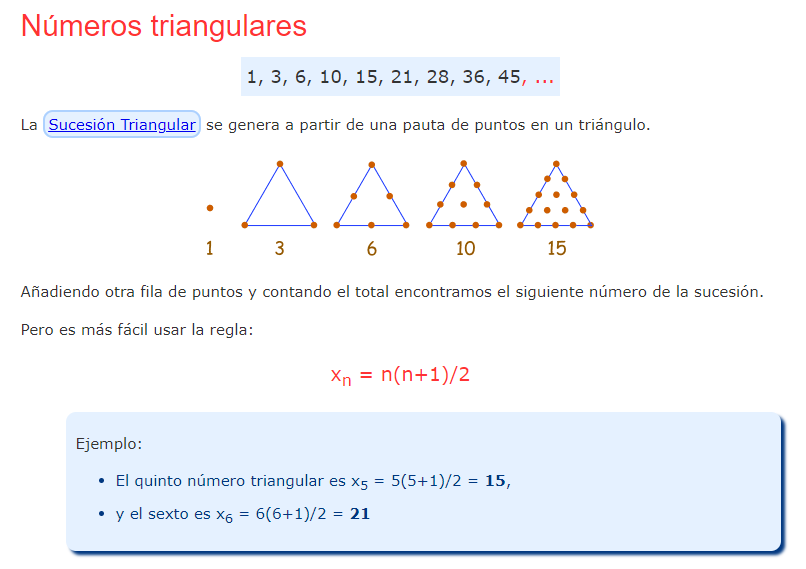 Números triangulares
1, 3, 6, 10, 15, 21, 28, 36, 45, ...
La Sucesión Triangular se genera a partir de una pauta de puntos en un triángulo.
1 3 6 10 15
Añadiendo otra fila de puntos y contando el total encontramos el siguiente número de la sucesión.
Pero es más fácil usar la regla:
xn = n(n+1)/2
Ejemplo:
• El quinto número triangular es x5 = 5(5+1)/2 = 15,
• y el sexto es x6 = 6(6+1)/2 = 21